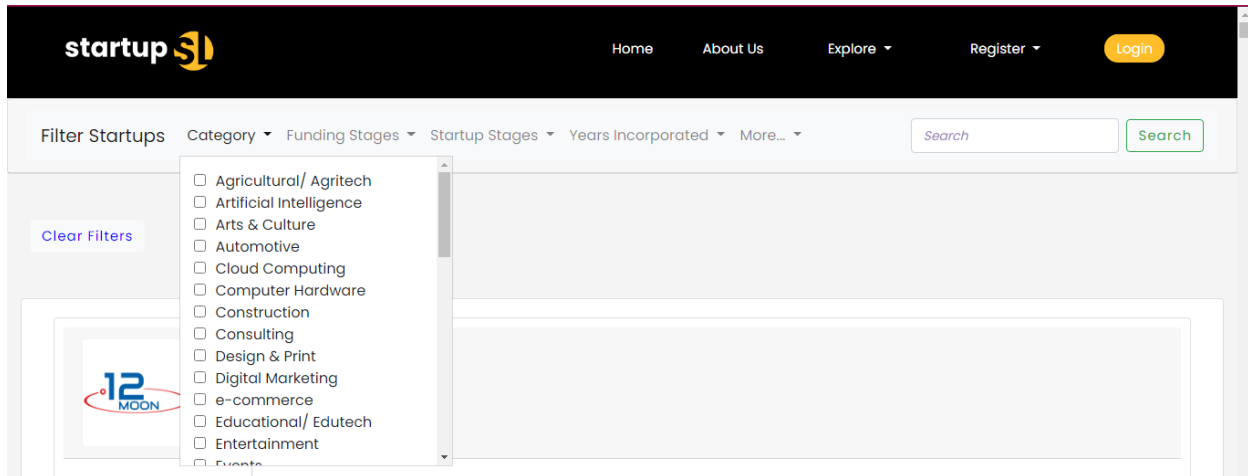 startup SL
Home About Us Explore Register Login
Filter Startups Category Funding Stages Startup Stages Years Incorporated More... Search Search
Agricultural/ Agritech
Artificial Intelligence
Arts & Culture
Clear Filters
Automotive
Cloud Computing
Computer Hardware
Construction
Consulting
Design & Print
Digital Marketing
e-commerce
Educational/ Edutech
Entertainment
Events
12
MOON